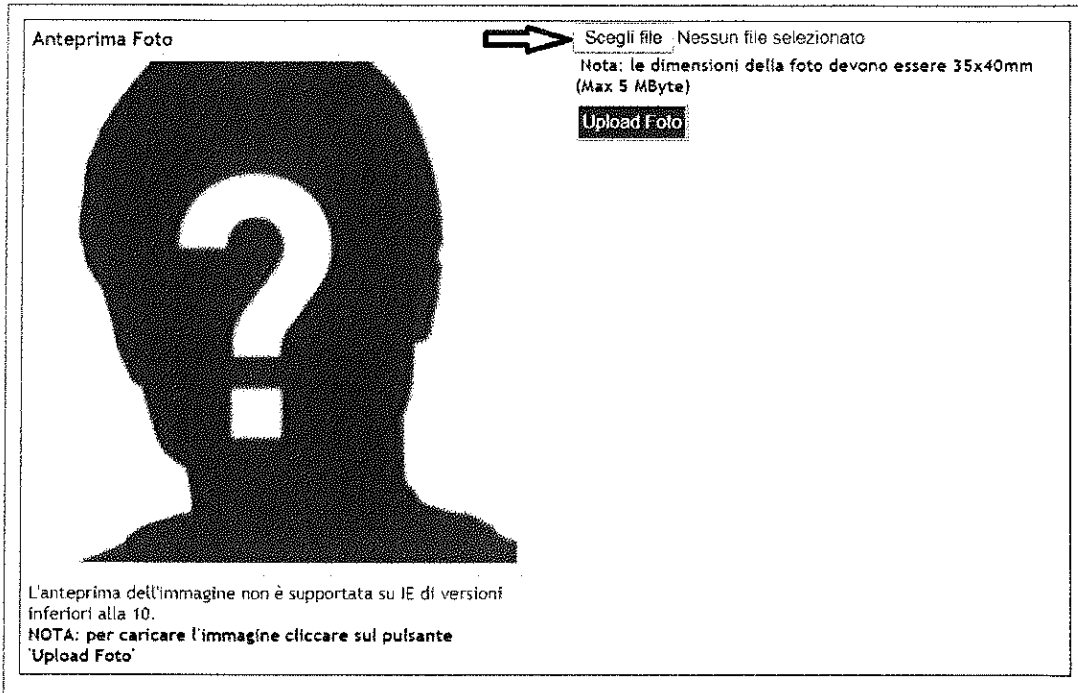 Anteprima Foto
?
Scegli file Nessun file selezionato
Nota: le dimensioni della foto devono essere 35x40mm
(Max 5 MByte)
Upload Foto
L'anteprima dell'immagine non è supportata su IE di versioni
inferiori alla 10.
NOTA: per caricare l'immagine cliccare sul pulsante
'Upload Foto'